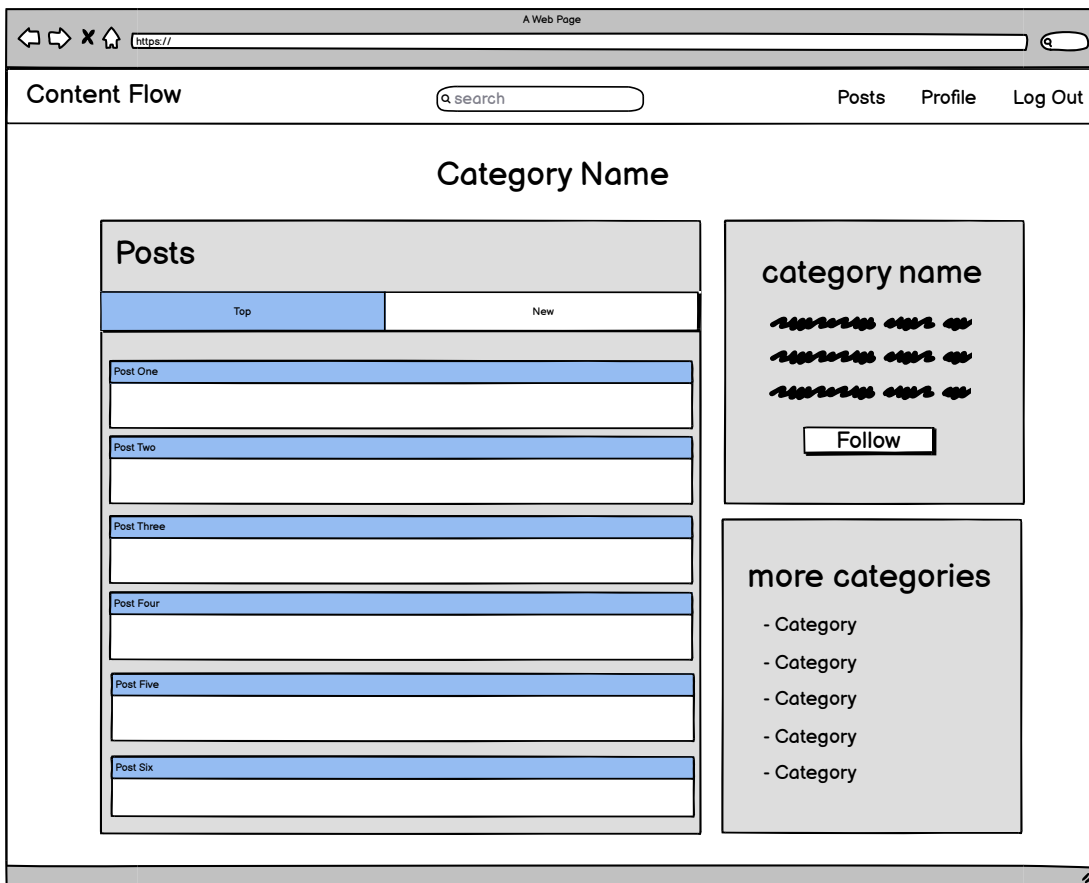 A Web Page
https://
Content Flow
search
Posts
Profile
Log Out
Category Name
Posts
Top
New
Post One
Post Two
Post Three
Post Four
Post Five
Post Six
category name
Follow
more categories
- Category
- Category
- Category
- Category
- Category